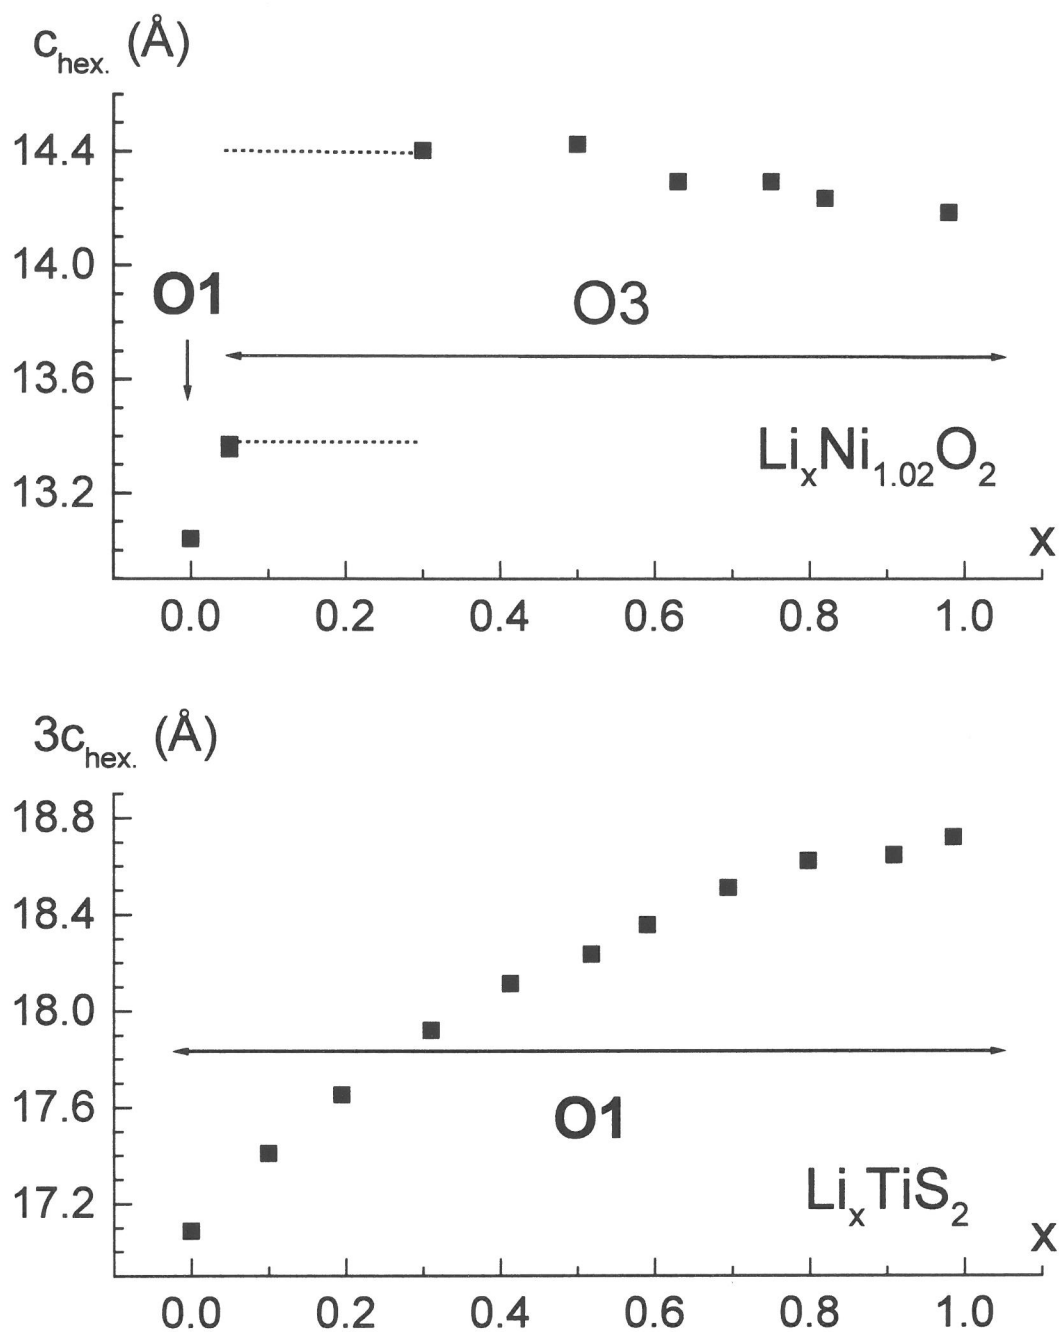 c_hex. (Å)
14.4
14.0
O1
O3
13.6
Li_xNi_1.02O_2
13.2
x
0.0 0.2 0.4 0.6 0.8 1.0
3c_hex. (Å)
18.8
18.4
18.0
17.6
O1
Li_xTiS_2
17.2
x
0.0 0.2 0.4 0.6 0.8 1.0